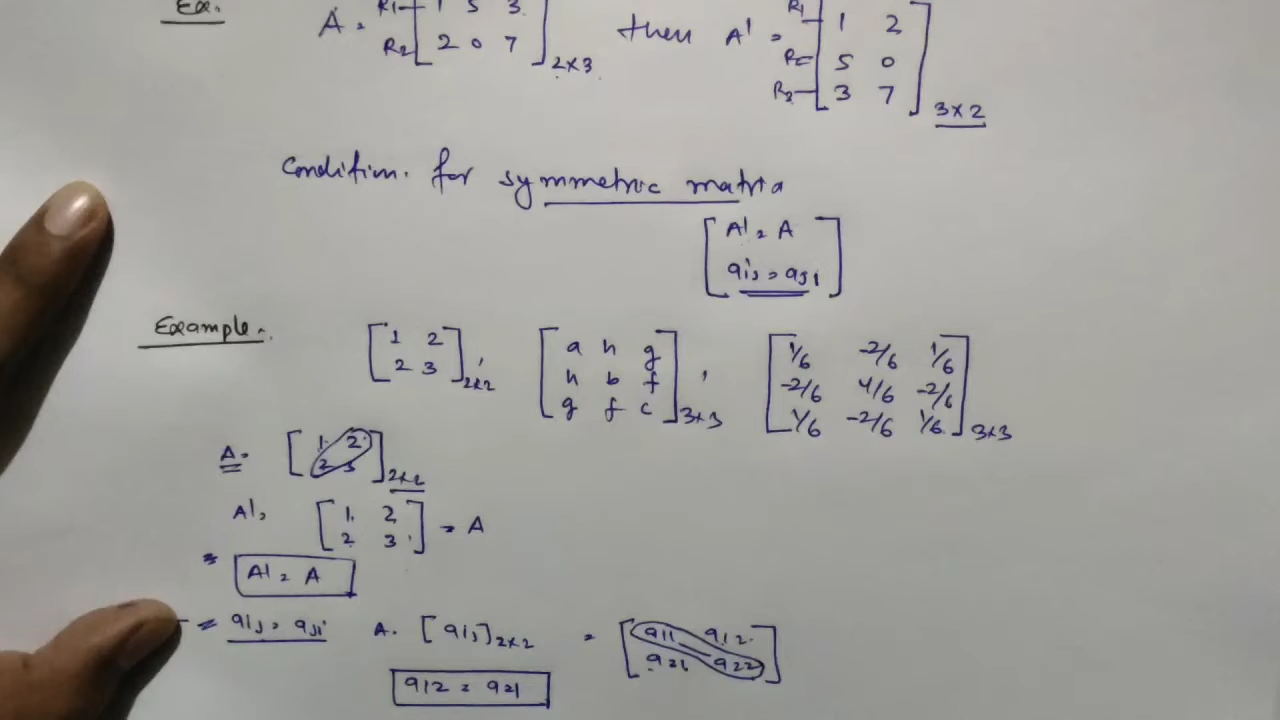 Ex.
A = R1 [ 1 5 3
R2 2 0 7 ]2×3 then A' = R1 [ 1 2
R2 5 0
R3 3 7 ]3×2
Condition. for symmetric matrix
[ A' = A
aij = aji ]
Example.
[ 1 2
2 3 ]2×2 , [ a h g
h b f
g f c ]3×3 , [ 1/6 -2/6 1/6
-2/6 4/6 -2/6
1/6 -2/6 1/6 ]3×3
A = [ 1 2
2 3 ]2×2
A' = [ 1 2
2 3 ] = A
⇒ A' = A
⇒ aij = aji A = [aij]2×2 = [ a11 a12
a21 a22 ]
a12 = a21